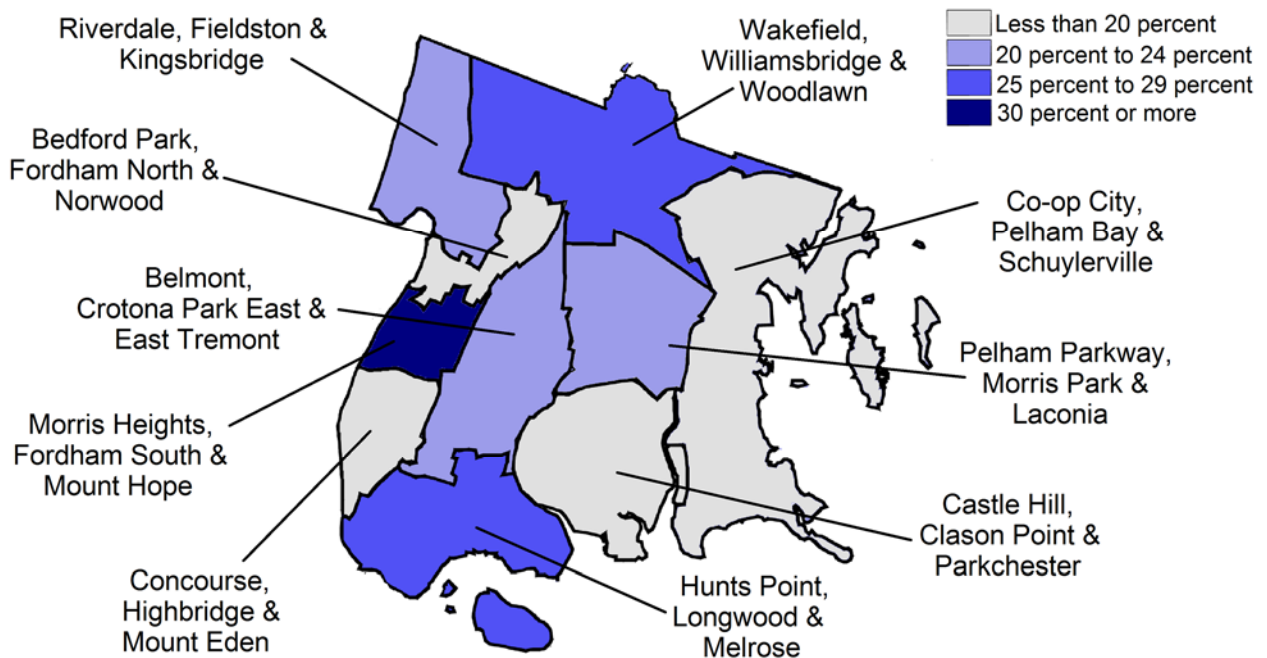 Riverdale, Fieldston &
Kingsbridge
Wakefield,
Williamsbridge &
Woodlawn
Less than 20 percent
20 percent to 24 percent
25 percent to 29 percent
30 percent or more
Bedford Park,
Fordham North &
Norwood
Co-op City,
Pelham Bay &
Schuylerville
Belmont,
Crotona Park East &
East Tremont
Pelham Parkway,
Morris Park &
Laconia
Morris Heights,
Fordham South &
Mount Hope
Castle Hill,
Clason Point &
Parkchester
Concourse,
Highbridge &
Mount Eden
Hunts Point,
Longwood &
Melrose